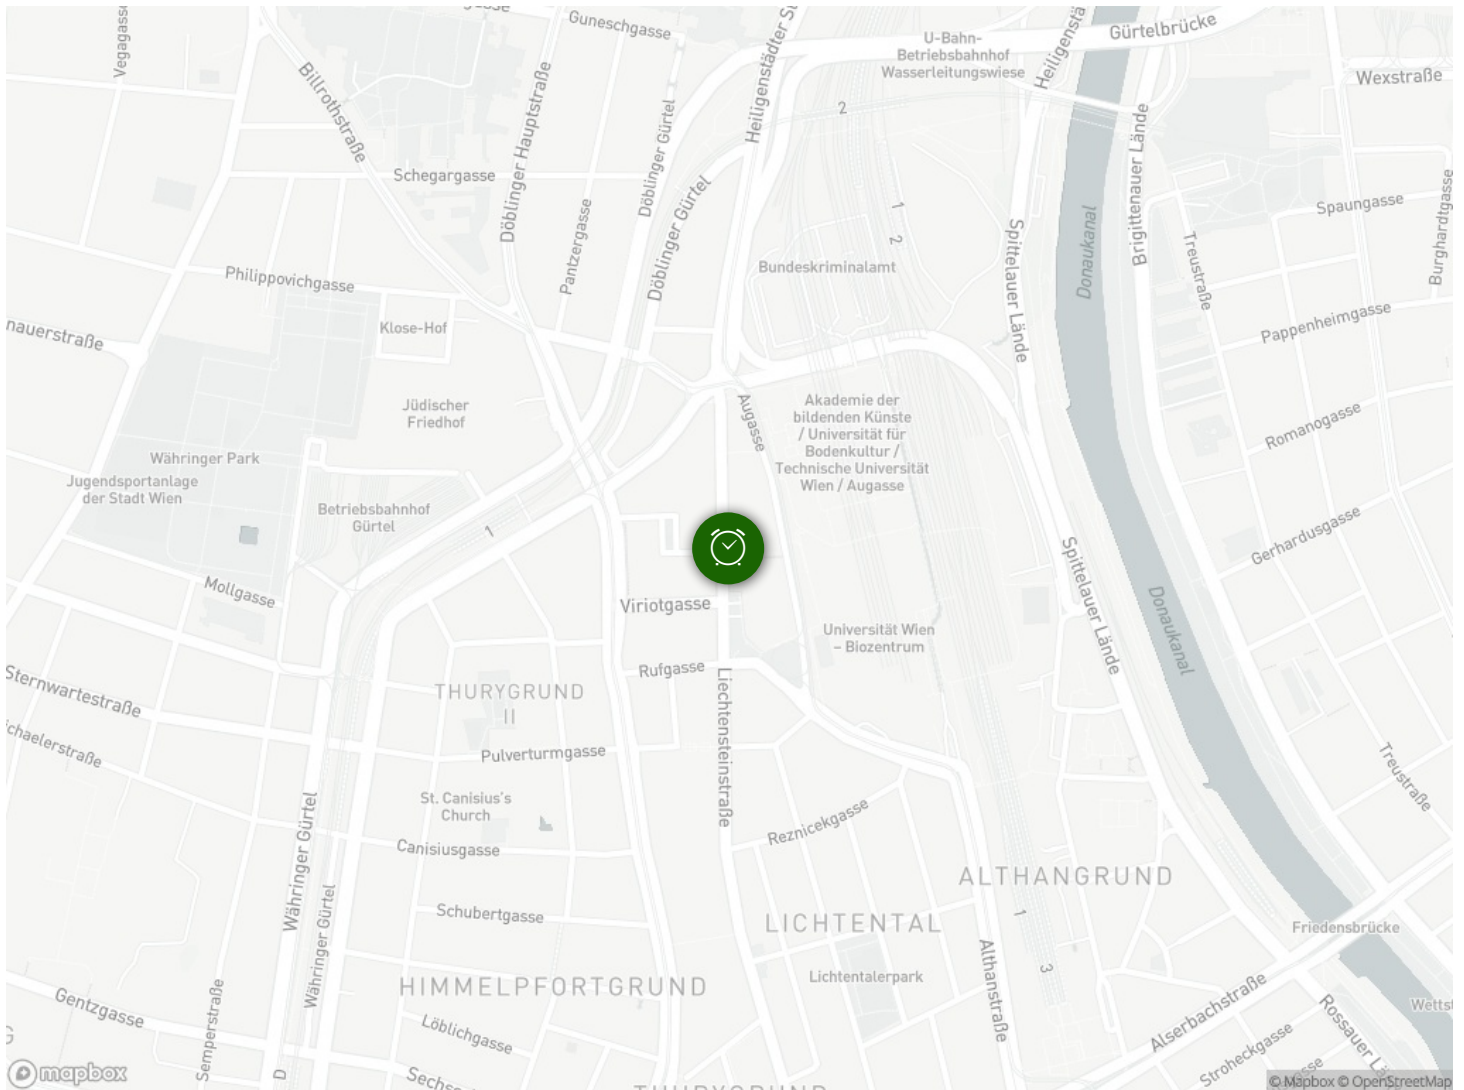 Guneschgasse
Vegagasse
U-Bahn-
Betriebsbahnhof
Wasserleitungswiese
Gürtelbrücke
Wexstraße
Billrothstraße
Döblinger Hauptstraße
Döblinger Gürtel
2
Schegargasse
Brigittenauer Lände
Spaungasse
Burghardtgasse
1
2
Pantzergasse
Döblinger Gürtel
Spittelauer Lände
Donaukanal
Treustraße
Bundeskriminalamt
Philippovichgasse
Klose-Hof
Pappenheimgasse
nauerstraße
Jüdischer
Friedhof
Augasse
Akademie der
bildenden Künste
/ Universität für
Bodenkultur /
Technische Universität
Wien / Augasse
Romanogasse
Währinger Park
Jugendsportanlage
der Stadt Wien
Betriebsbahnhof
Gürtel
1
Gerhardusgasse
Mollgasse
Viriotgasse
Spittelauer Lände
Donaukanal
Universität Wien
– Biozentrum
Rufgasse
Sternwartestraße
THURYGRUND
II
Liechtensteinstraße
chaelerstraße
Pulverturmgasse
Treustraße
St. Canisius's
Church
Währinger Gürtel
Reznicekgasse
Canisiusgasse
ALTHANGRUND
Währinger Gürtel
Schubertgasse
LICHTENTAL
1
Friedensbrücke
Althanstraße
3
Lichtentalerpark
HIMMELPFORTGRUND
Gentzgasse
Semperstraße
Löblichgasse
Alserbachstraße
Stroheckgasse
D
mapbox
© Mapbox © OpenStreetMap